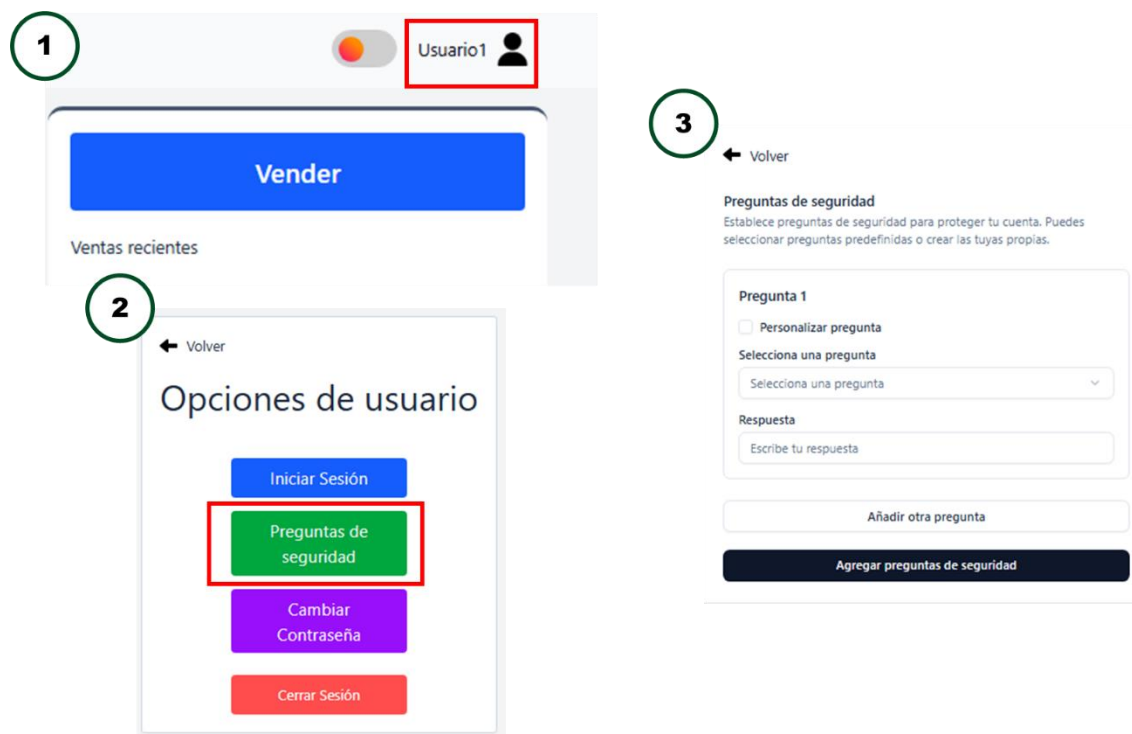 1
Usuario1
Vender
Ventas recientes
2
Volver
Opciones de usuario
Iniciar Sesión
Preguntas de
seguridad
Cambiar
Contraseña
Cerrar Sesión
3
Volver
Preguntas de seguridad
Establece preguntas de seguridad para proteger tu cuenta. Puedes
seleccionar preguntas predefinidas o crear las tuyas propias.
Pregunta 1
Personalizar pregunta
Selecciona una pregunta
Selecciona una pregunta
Respuesta
Escribe tu respuesta
Añadir otra pregunta
Agregar preguntas de seguridad